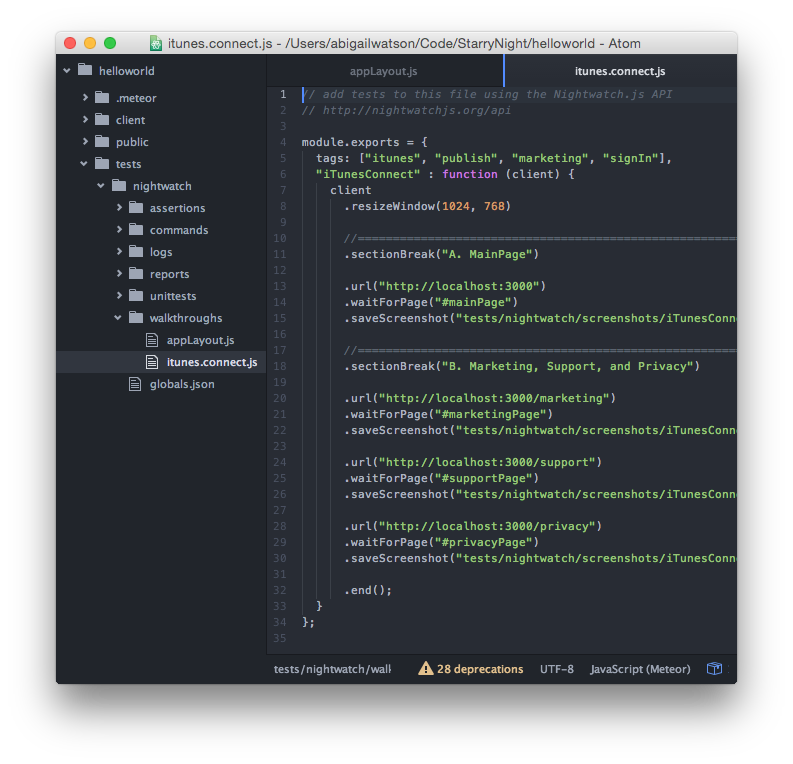 itunes.connect.js - /Users/abigailwatson/Code/StarryNight/helloworld - Atom
helloworld
.meteor
client
public
tests
nightwatch
assertions
commands
logs
reports
unittests
walkthroughs
appLayout.js
itunes.connect.js
globals.json
appLayout.js
itunes.connect.js
1 // add tests to this file using the Nightwatch.js API
2 // http://nightwatchjs.org/api
3
4 module.exports = {
5   tags: ["itunes", "publish", "marketing", "signIn"],
6   "iTunesConnect" : function (client) {
7     client
8       .resizeWindow(1024, 768)
9
10       //======================================================
11       .sectionBreak("A. MainPage")
12
13       .url("http://localhost:3000")
14       .waitForPage("#mainPage")
15       .saveScreenshot("tests/nightwatch/screenshots/iTunesConn
16
17       //======================================================
18       .sectionBreak("B. Marketing, Support, and Privacy")
19
20       .url("http://localhost:3000/marketing")
21       .waitForPage("#marketingPage")
22       .saveScreenshot("tests/nightwatch/screenshots/iTunesConn
23
24       .url("http://localhost:3000/support")
25       .waitForPage("#supportPage")
26       .saveScreenshot("tests/nightwatch/screenshots/iTunesConn
27
28       .url("http://localhost:3000/privacy")
29       .waitForPage("#privacyPage")
30       .saveScreenshot("tests/nightwatch/screenshots/iTunesConn
31
32       .end();
33   }
34 };
35
tests/nightwatch/walk 28 deprecations UTF-8 JavaScript (Meteor)